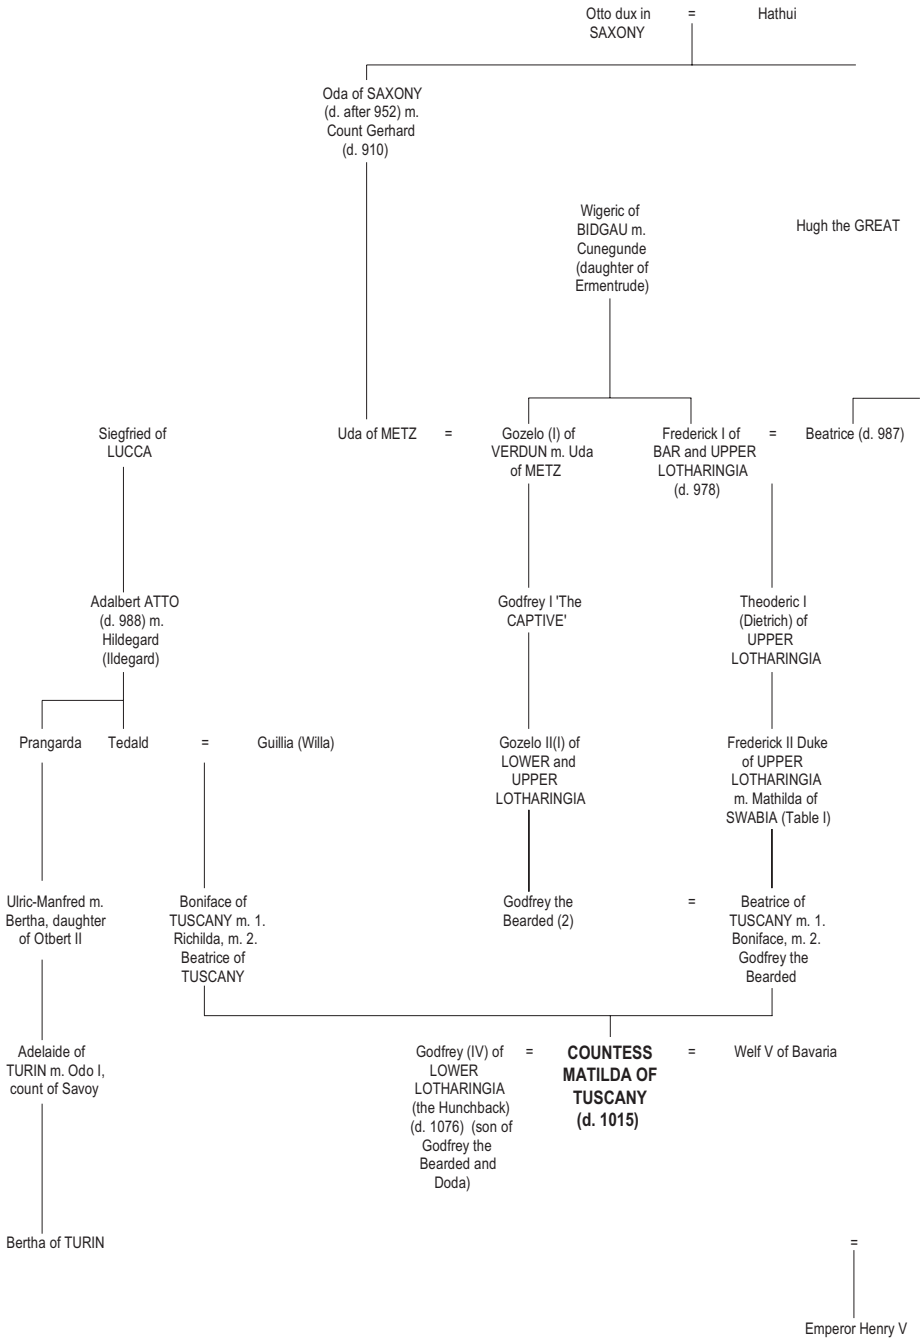 Otto dux in
SAXONY
=
Hathui
Oda of SAXONY
(d. after 952) m.
Count Gerhard
(d. 910)
Wigeric of
BIDGAU m.
Cunegunde
(daughter of
Ermentrude)
Hugh the GREAT
Siegfried of
LUCCA
Uda of METZ
=
Gozelo (I) of
VERDUN m. Uda
of METZ
Frederick I of
BAR and UPPER
LOTHARINGIA
(d. 978)
=
Beatrice (d. 987)
Adalbert ATTO
(d. 988) m.
Hildegard
(Ildegard)
Godfrey I 'The
CAPTIVE'
Theoderic I
(Dietrich) of
UPPER
LOTHARINGIA
Prangarda
Tedald
=
Guillia (Willa)
Gozelo II(I) of
LOWER and
UPPER
LOTHARINGIA
Frederick II Duke
of UPPER
LOTHARINGIA
m. Mathilda of
SWABIA (Table I)
Ulric-Manfred m.
Bertha, daughter
of Otbert II
Boniface of
TUSCANY m. 1.
Richilda, m. 2.
Beatrice of
TUSCANY
Godfrey the
Bearded (2)
=
Beatrice of
TUSCANY m. 1.
Boniface, m. 2.
Godfrey the
Bearded
Adelaide of
TURIN m. Odo I,
count of Savoy
Godfrey (IV) of
LOWER
LOTHARINGIA
(the Hunchback)
(d. 1076) (son of
Godfrey the
Bearded and
Doda)
=
COUNTESS
MATILDA OF
TUSCANY
(d. 1015)
=
Welf V of Bavaria
Bertha of TURIN
=
Emperor Henry V